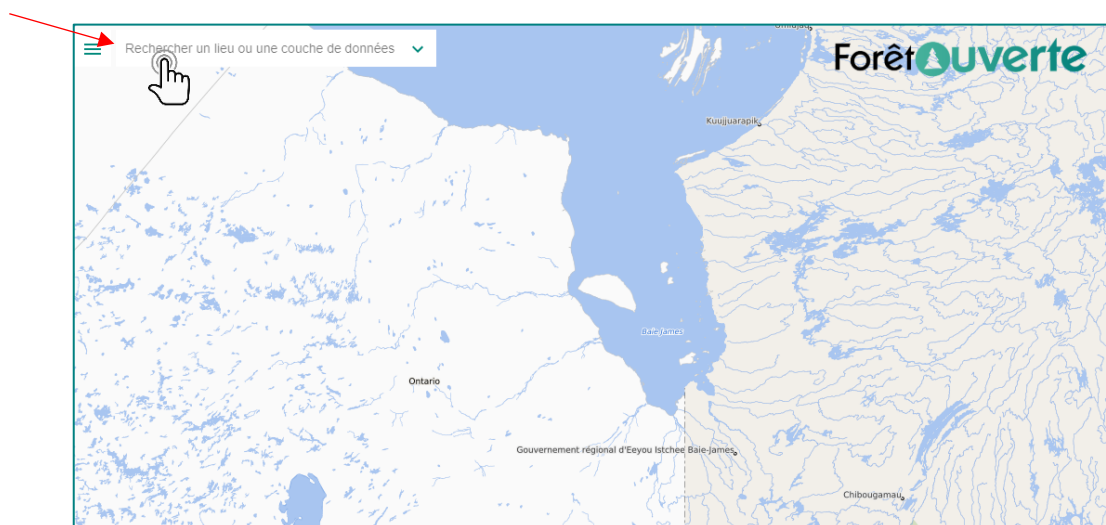 Umiujaq
Rechercher un lieu ou une couche de données
ForêtOuverte
Kuujjuarapik
Baie James
Ontario
Gouvernement régional d'Eeyou Istchee Baie-James
Chibougamau